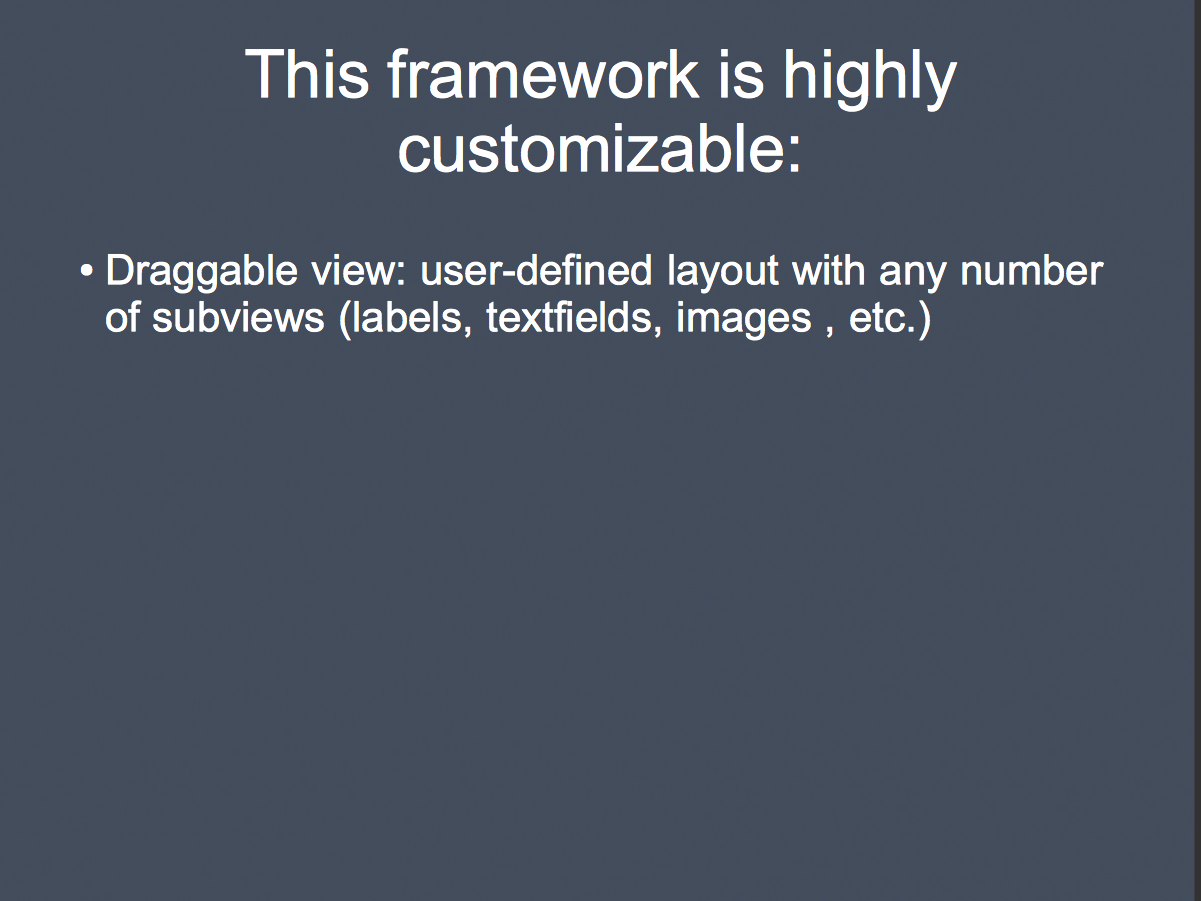 This framework is highly
customizable:
• Draggable view: user-defined layout with any number
of subviews (labels, textfields, images , etc.)